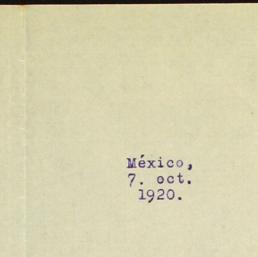 México,
7. oct.
1920.